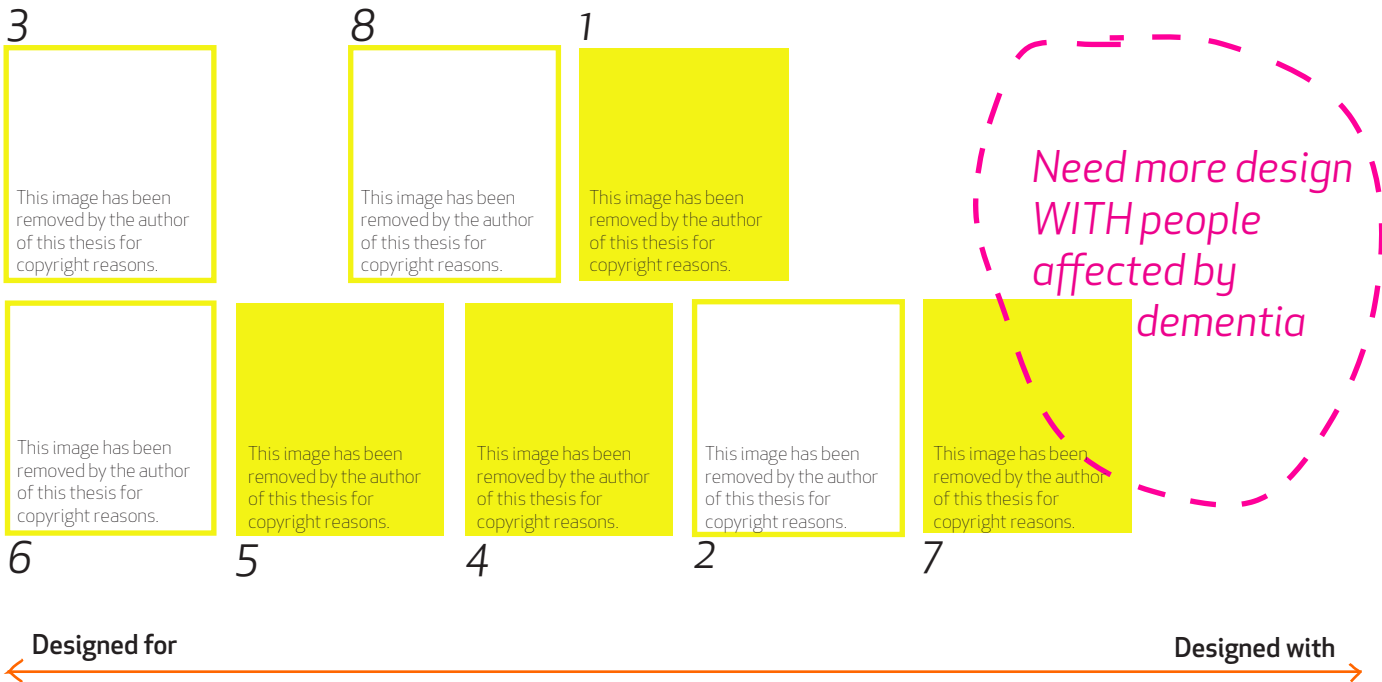 3
8
1
This image has been
removed by the author
of this thesis for
copyright reasons.
This image has been
removed by the author
of this thesis for
copyright reasons.
This image has been
removed by the author
of this thesis for
copyright reasons.
Need more design
WITH people
affected by
dementia
This image has been
removed by the author
of this thesis for
copyright reasons.
This image has been
removed by the author
of this thesis for
copyright reasons.
This image has been
removed by the author
of this thesis for
copyright reasons.
This image has been
removed by the author
of this thesis for
copyright reasons.
This image has been
removed by the author
of this thesis for
copyright reasons.
6
5
4
2
7
Designed for
Designed with